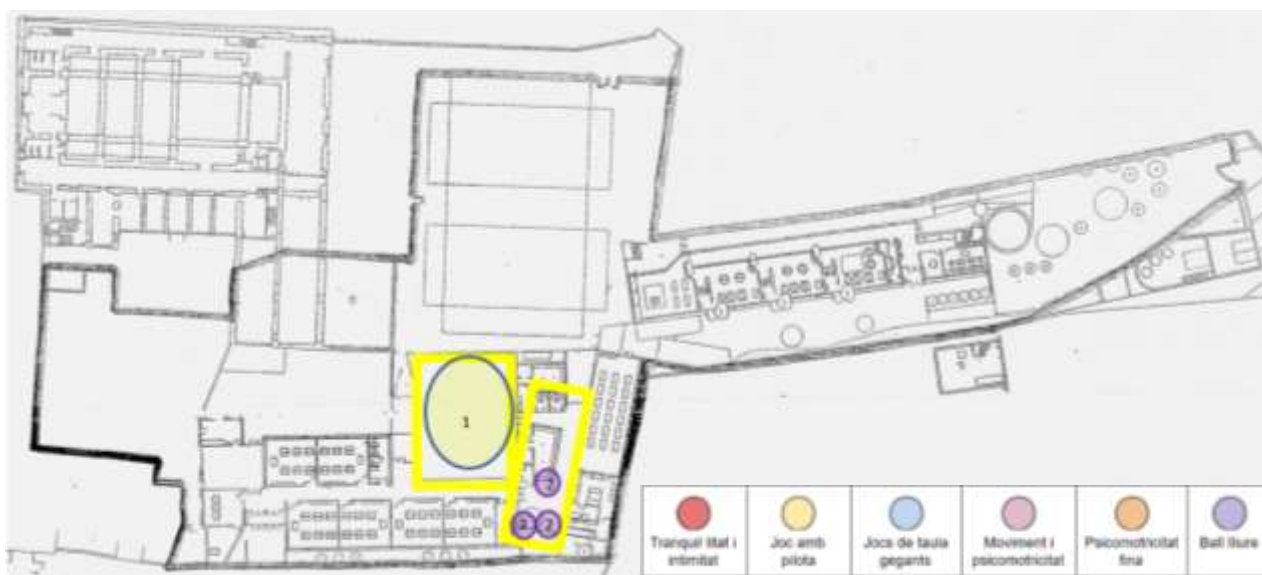 1
2
2
2
Tranquil·litat i
intimitat
Joc amb
pilota
Jocs de taula
gegants
Moviment i
psicomotricitat
Psicomotricitat
fina
Ball lliure